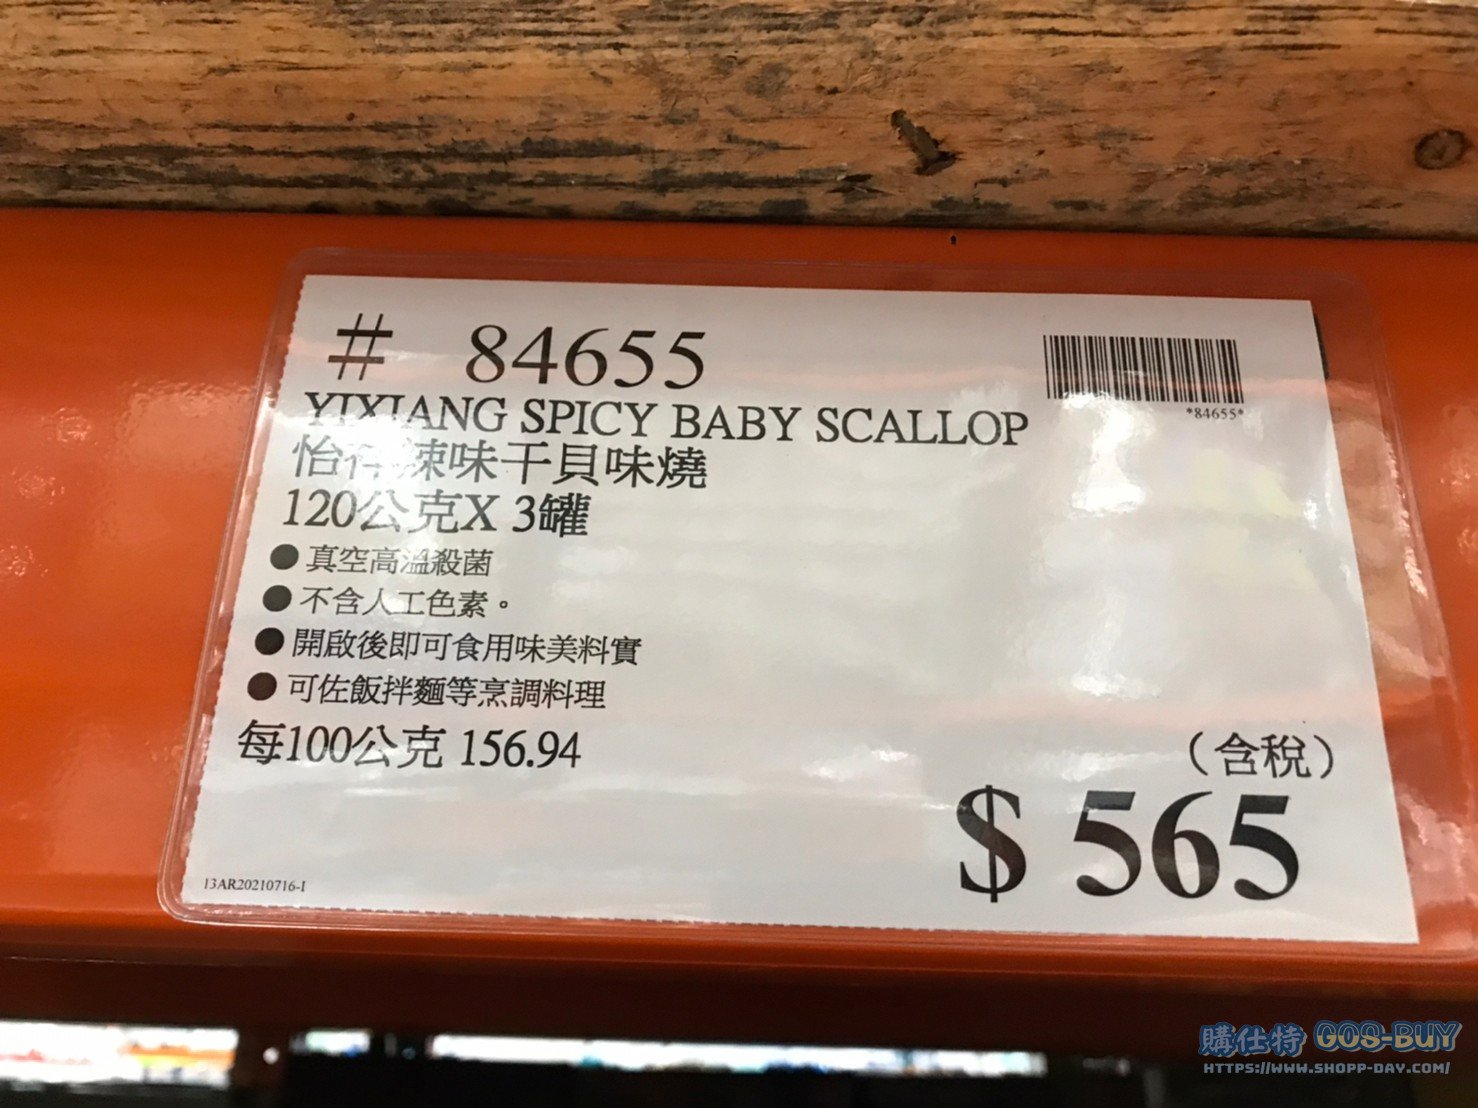 # 84655
*84655*
YIXIANG SPICY BABY SCALLOP
怡香辣味干貝味燒
120公克X 3罐
●真空高溫殺菌
●不含人工色素。
●開啟後即可食用味美料實
●可佐飯拌麵等烹調料理
每100公克 156.94
(含稅)
$ 565
13AR20210716-1
購仕特 GOS-BUY
HTTPS://WWW.SHOPP-DAY.COM/